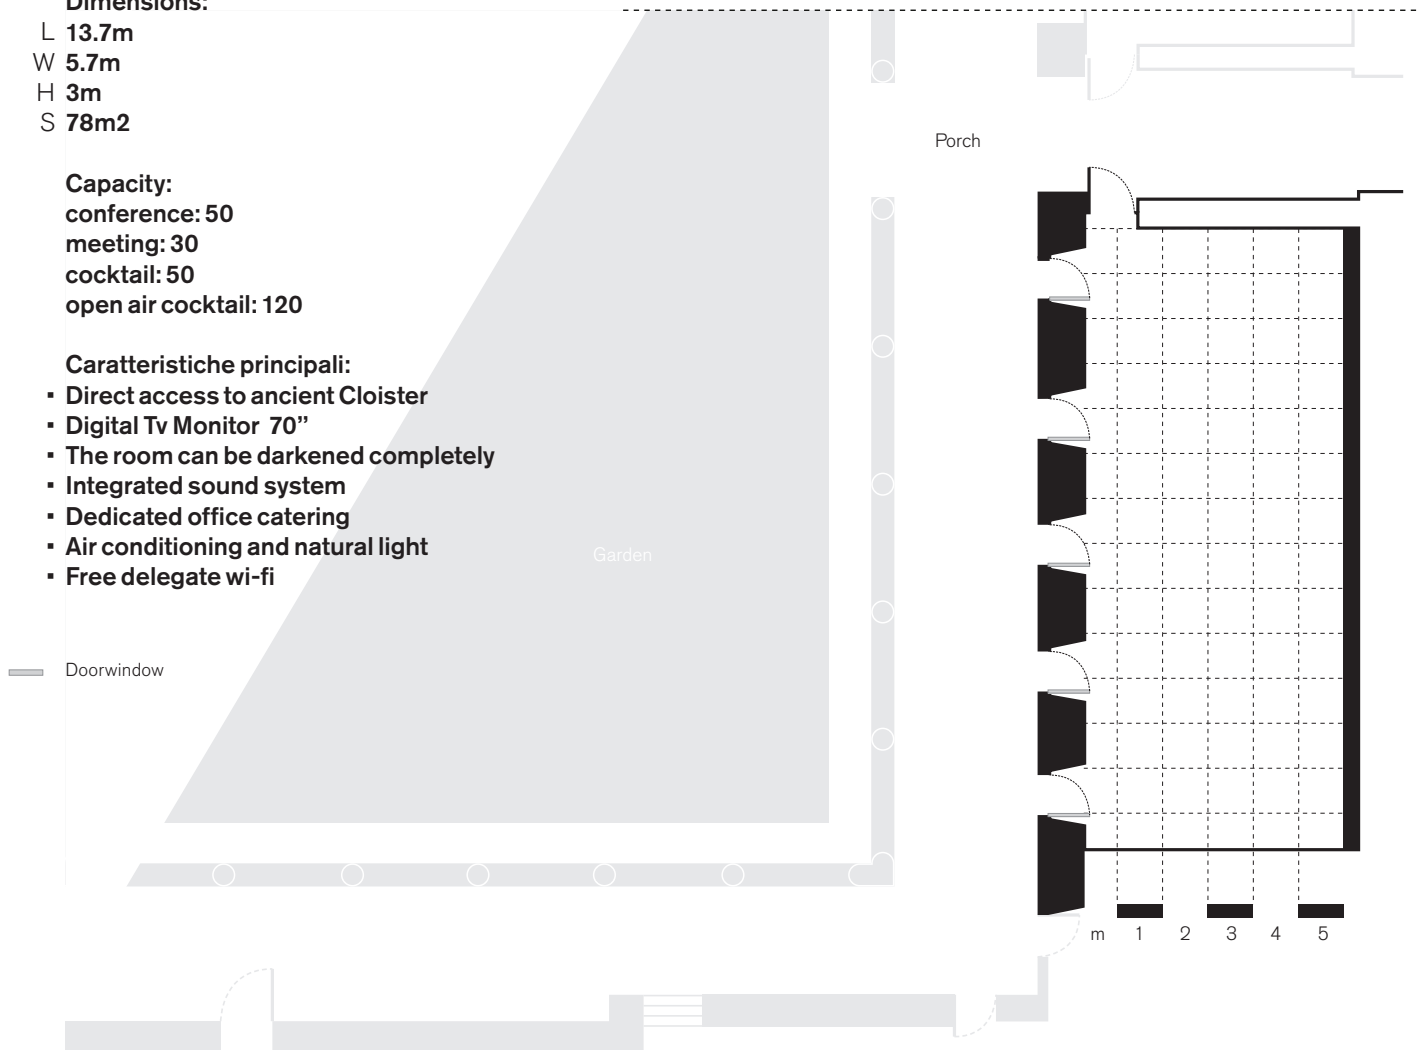 Dimensions:
L 13.7m
W 5.7m
H 3m
S 78m2
Capacity:
conference: 50
meeting: 30
cocktail: 50
open air cocktail: 120
Caratteristiche principali:
▪ Direct access to ancient Cloister
▪ Digital Tv Monitor 70”
▪ The room can be darkened completely
▪ Integrated sound system
▪ Dedicated office catering
▪ Air conditioning and natural light
▪ Free delegate wi-fi
Doorwindow
Garden
Porch
m 1 2 3 4 5